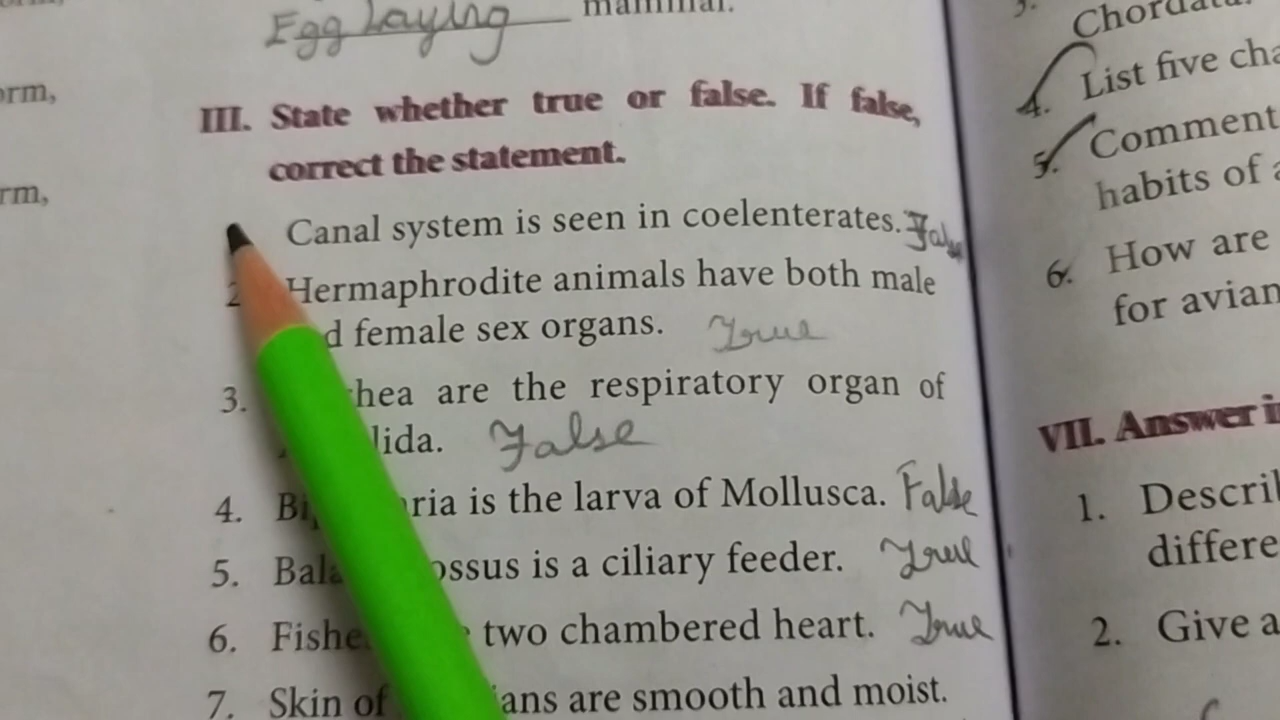 orm,
rm,
Egg Laying mammal.
III. State whether true or false. If false,
correct the statement.
Canal system is seen in coelenterates. False
2 Hermaphrodite animals have both male
d female sex organs. True
3. hea are the respiratory organ of
lida. False
4. Bi ria is the larva of Mollusca. False
5. Bala ossus is a ciliary feeder. True
6. Fishe two chambered heart. True
7. Skin of ians are smooth and moist.
3.
Chordata.
4. List five cha
5. Comment
habits of a
6. How are
for avian
VII. Answer i
1. Descri
differe
2. Give a